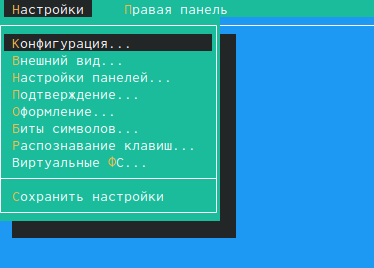 Настройки Правая панель
Конфигурация...
Внешний вид...
Настройки панелей...
Подтверждение...
Оформление...
Биты символов...
Распознавание клавиш...
Виртуальные ФС...
Сохранить настройки